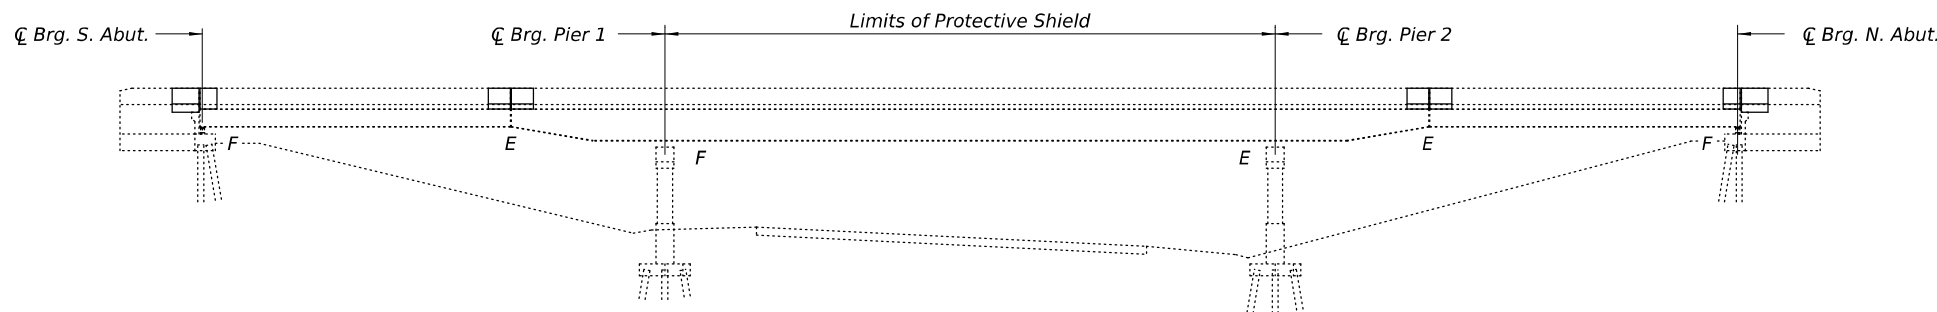 ℄ Brg. S. Abut.
℄ Brg. Pier 1
Limits of Protective Shield
℄ Brg. Pier 2
℄ Brg. N. Abut.
F
E
F
E
E
F